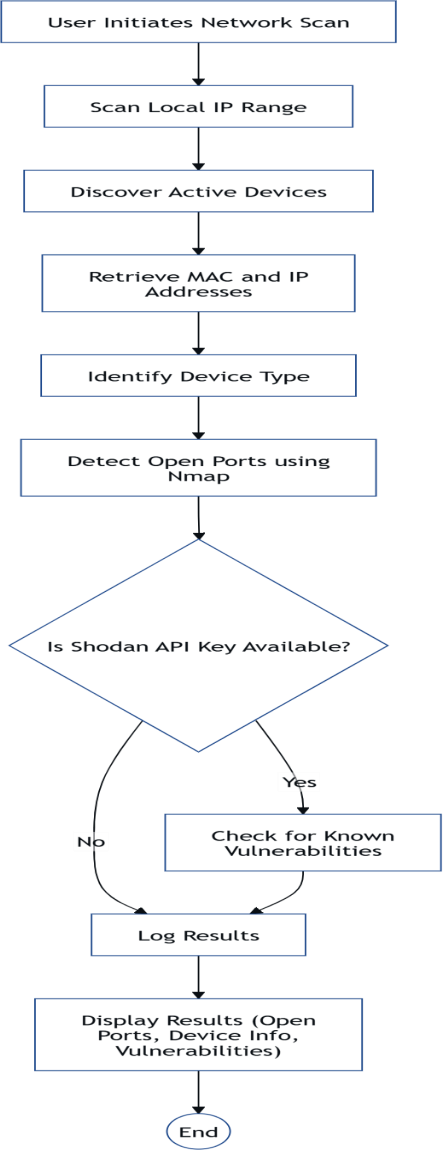 User Initiates Network Scan
Scan Local IP Range
Discover Active Devices
Retrieve MAC and IP
Addresses
Identify Device Type
Detect Open Ports using
Nmap
Is Shodan API Key Available?
Yes
No
Check for Known
Vulnerabilities
Log Results
Display Results (Open
Ports, Device Info,
Vulnerabilities)
End